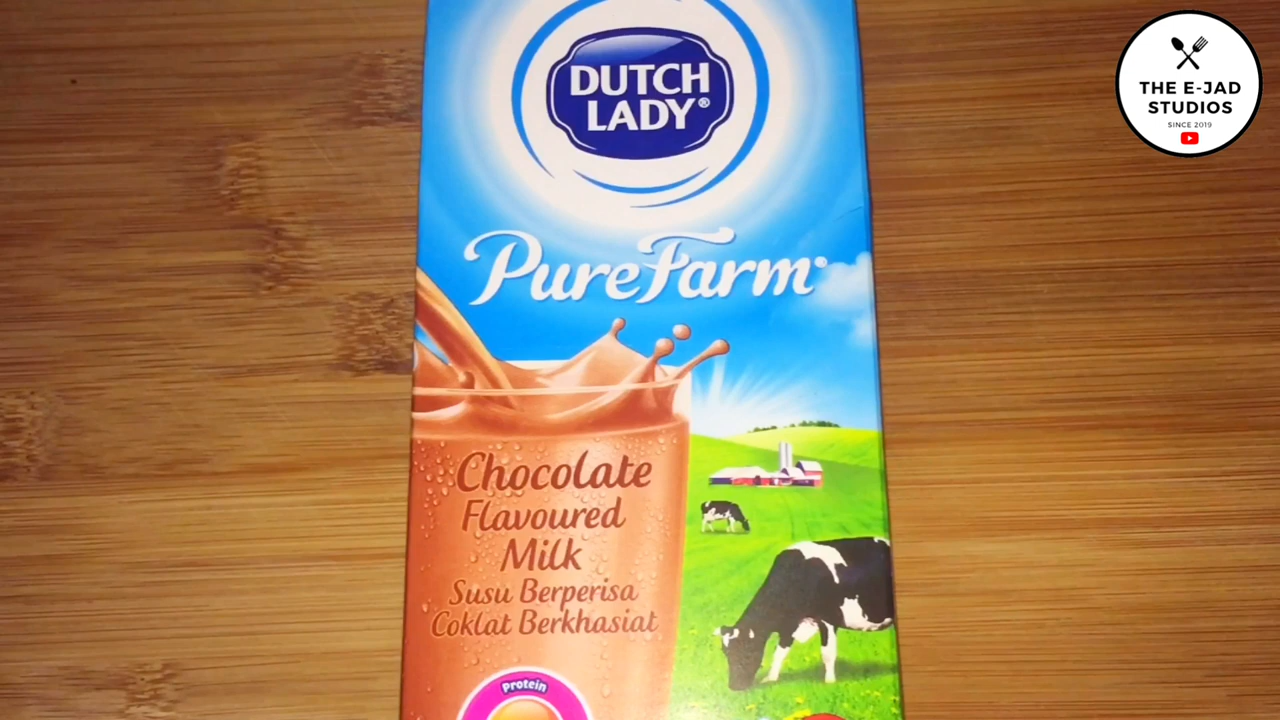 DUTCH
LADY®
PureFarm®
Chocolate
Flavoured
Milk
Susu Berperisa
Coklat Berkhasiat
Protein
THE E-JAD
STUDIOS
SINCE 2019